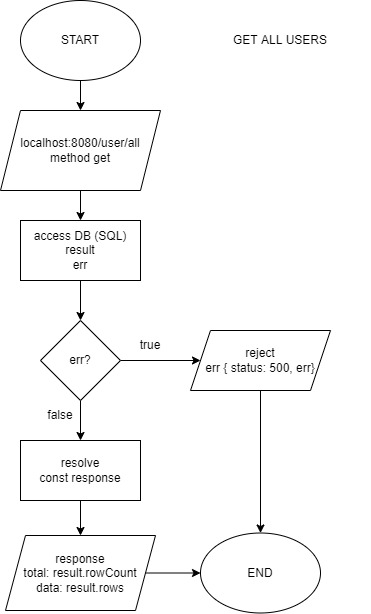 START
GET ALL USERS
localhost:8080/user/all
method get
access DB (SQL)
result
err
err?
true
reject
err { status: 500, err}
false
resolve
const response
response
total: result.rowCount
data: result.rows
END